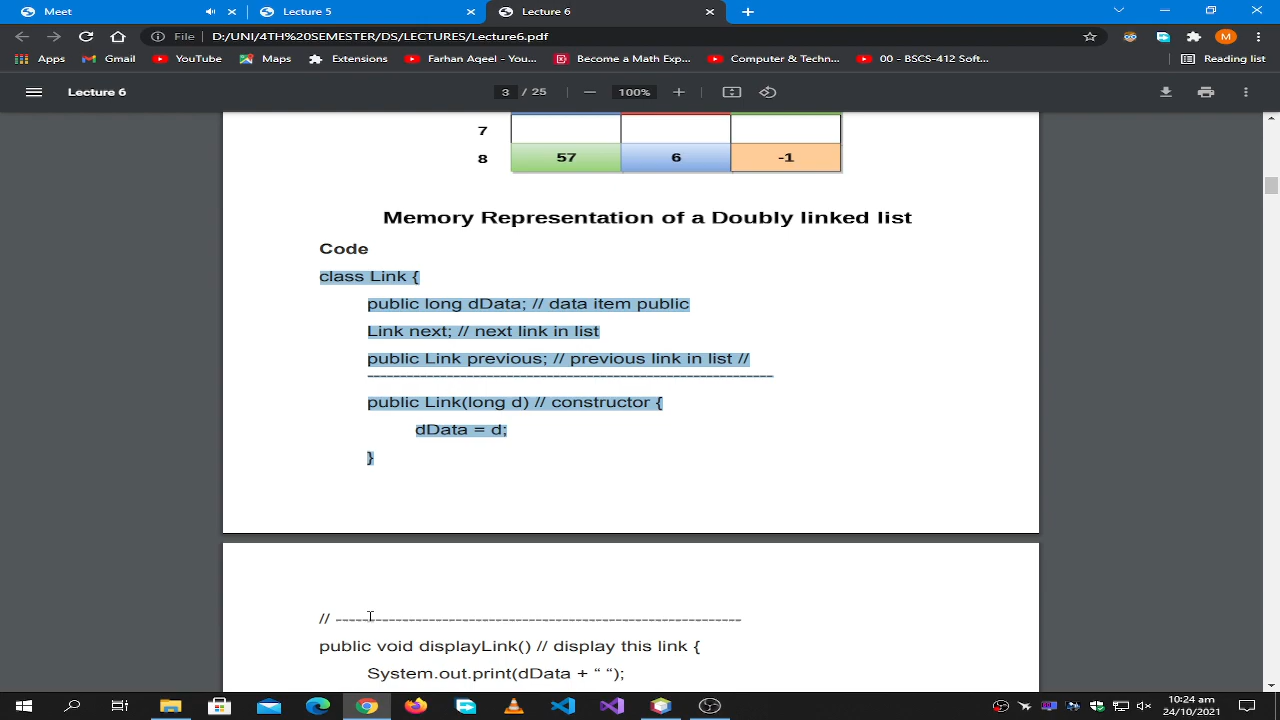 Meet
Lecture 5
Lecture 6
File | D:/UNI/4TH%20SEMESTER/DS/LECTURES/Lecture6.pdf
Apps Gmail YouTube Maps Extensions Farhan Aqeel - You... Become a Math Exp... Computer & Techn... 00 - BSCS-412 Soft... Reading list
Lecture 6 3 / 25 100%
7
8 57 6 -1
Memory Representation of a Doubly linked list
Code
class Link {
public long dData; // data item public
Link next; // next link in list
public Link previous; // previous link in list //
-------------------------------------------------------------
public Link(long d) // constructor {
dData = d;
}
// -------------------------------------------------------------
public void displayLink() // display this link {
System.out.print(dData + “ “);
10:24 am
24/10/2021